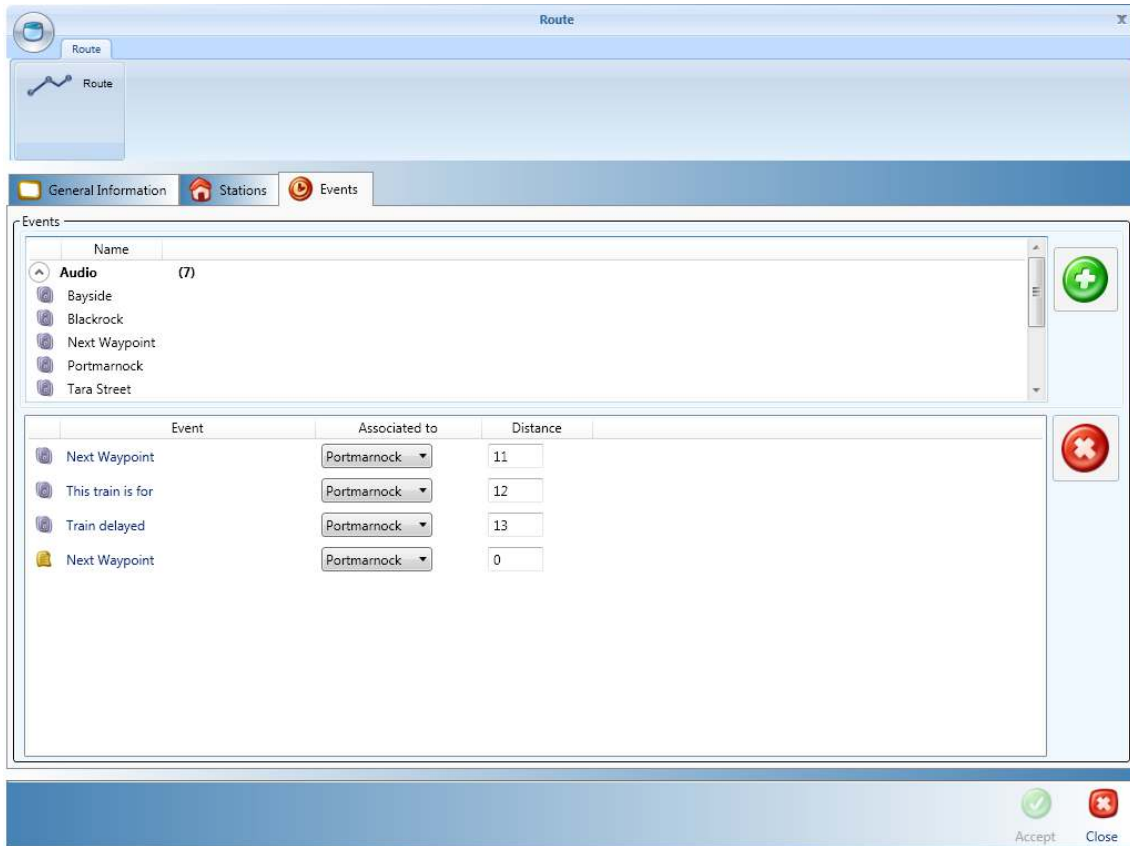 Route
X
Route
Route
General Information Stations Events
Events
Name
Audio (7)
Bayside
Blackrock
Next Waypoint
Portmarnock
Tara Street
Event Associated to Distance
Next Waypoint Portmarnock 11
This train is for Portmarnock 12
Train delayed Portmarnock 13
Next Waypoint Portmarnock 0
Accept Close